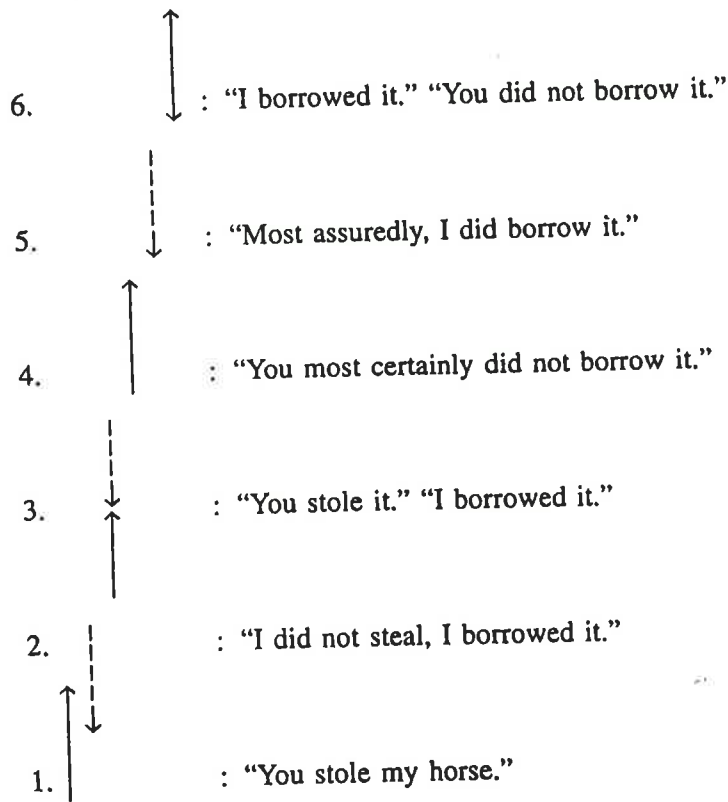 6. : “I borrowed it.” “You did not borrow it.”
5. : “Most assuredly, I did borrow it.”
4. : “You most certainly did not borrow it.”
3. : “You stole it.” “I borrowed it.”
2. : “I did not steal, I borrowed it.”
1. : “You stole my horse.”